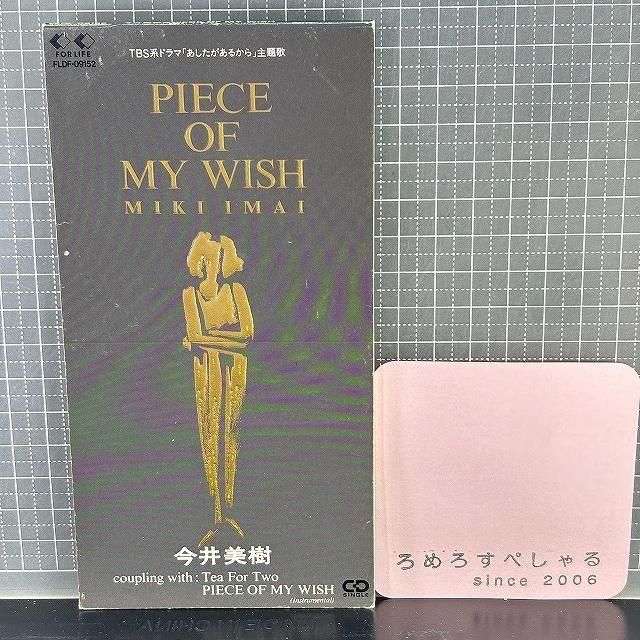 FOR LIFE
FLDF-09152
TBS系ドラマ「あしたがあるから」主題歌
PIECE
OF
MY WISH
MIKI IMAI
今井美樹
coupling with : Tea For Two
PIECE OF MY WISH
(Instrumental)
CD
SINGLE
ろめろすぺしゃる
since 2006